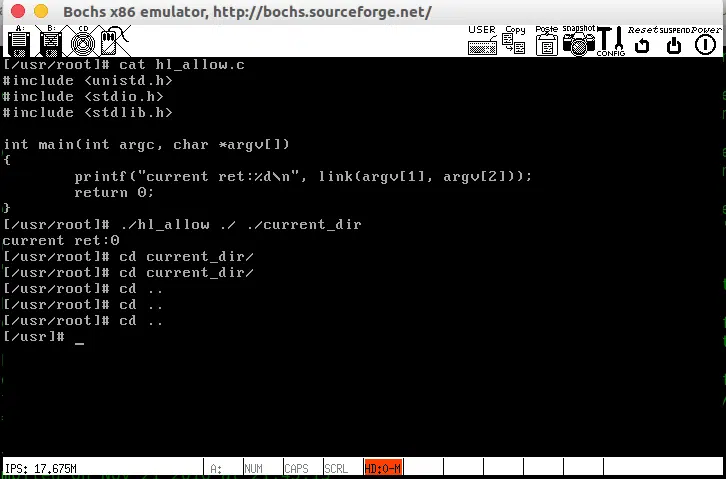 Bochs x86 emulator, http://bochs.sourceforge.net/
A: B: CD USER Copy Paste snapshot CONFIG Reset SUSPEND Power
[/usr/root]# cat hl_allow.c
#include <unistd.h>
#include <stdio.h>
#include <stdlib.h>
int main(int argc, char *argv[])
{
printf("current ret:%d\n", link(argv[1], argv[2]));
return 0;
}
[/usr/root]# ./hl_allow ./ ./current_dir
current ret:0
[/usr/root]# cd current_dir/
[/usr/root]# cd current_dir/
[/usr/root]# cd ..
[/usr/root]# cd ..
[/usr/root]# cd ..
[/usr]# _
IPS: 17.675M A: NUM CAPS SCRL HD:0-M